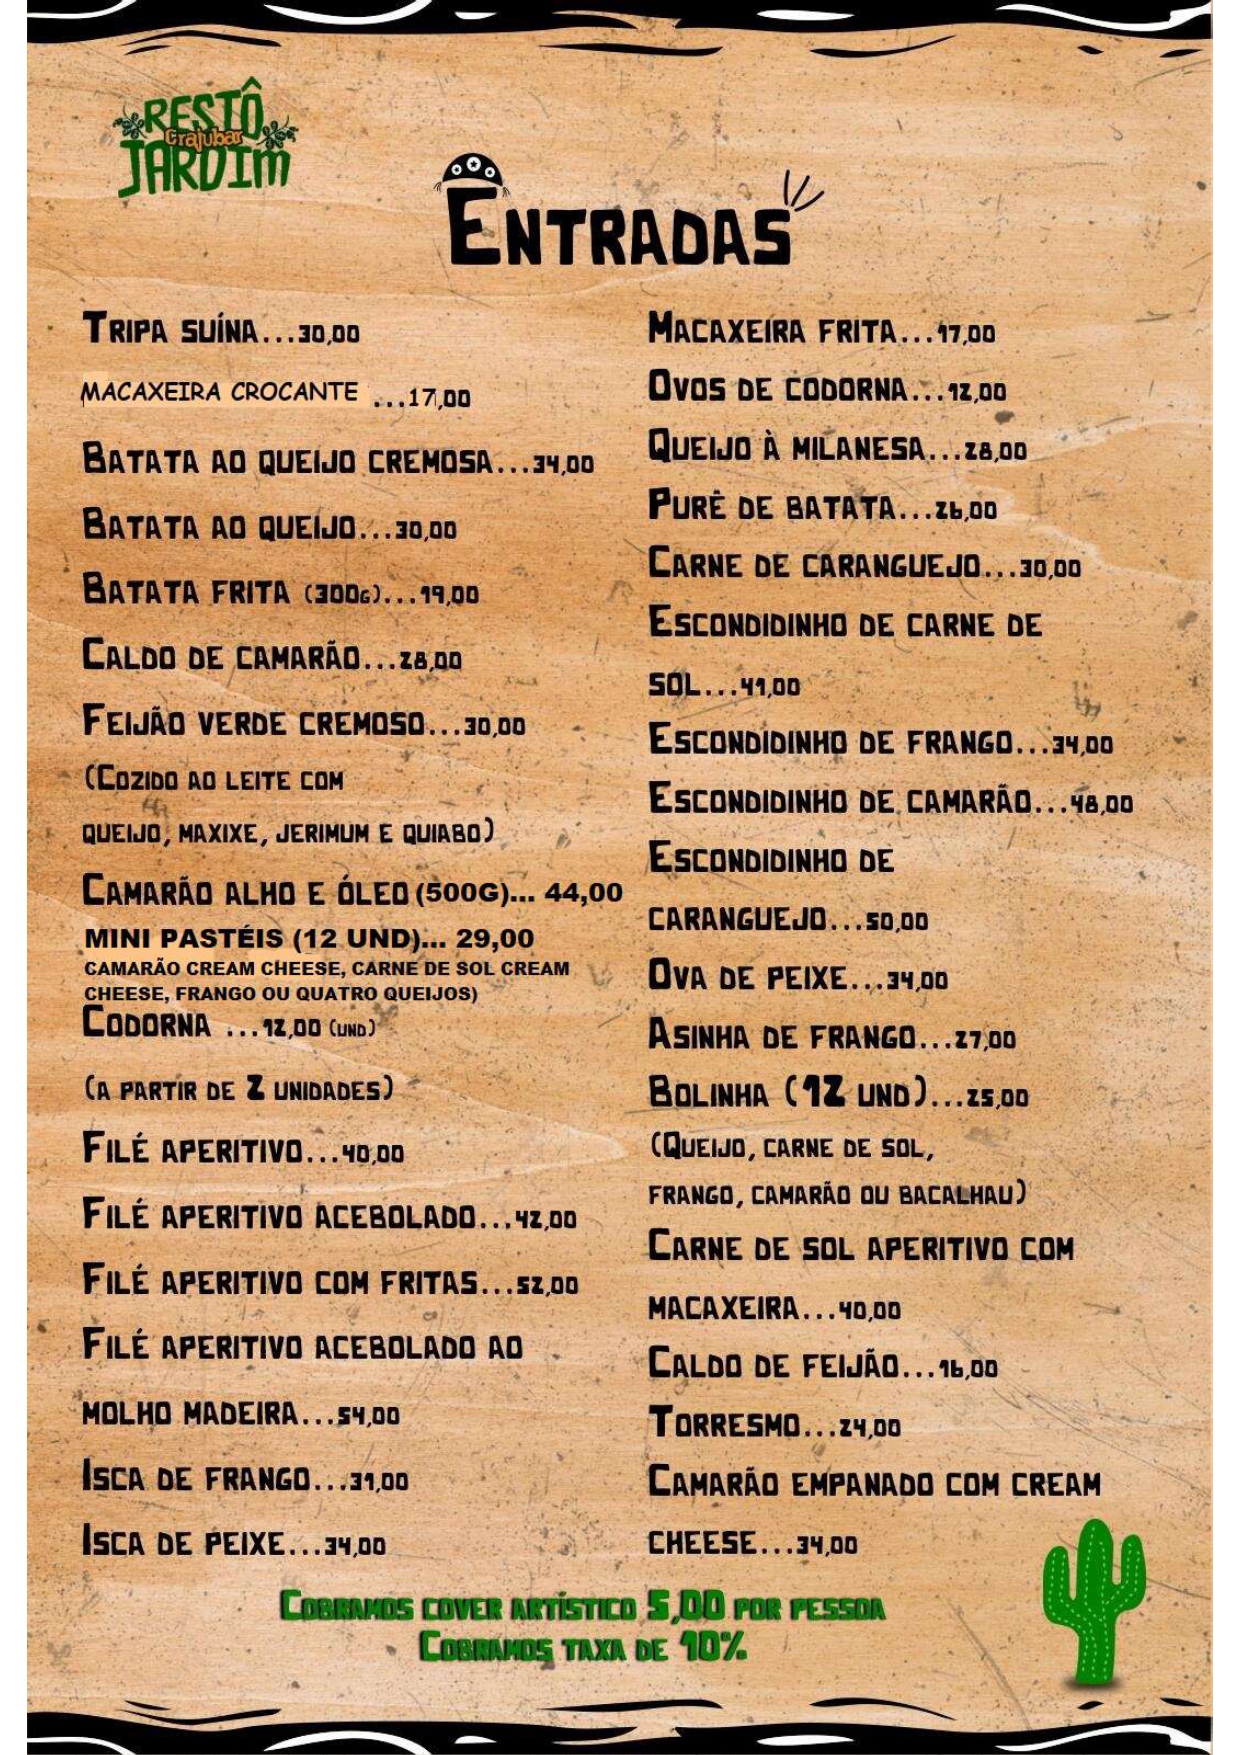 RESTÔ
Crajubar
JARDIM
ENTRADAS
TRIPA SUÍNA...30,00
MACAXEIRA CROCANTE ...17,00
BATATA AO QUEIJO CREMOSA...34,00
BATATA AO QUEIJO...30,00
BATATA FRITA (300G)...19,00
CALDO DE CAMARÃO...28,00
FEIJÃO VERDE CREMOSO...30,00
(COZIDO AO LEITE COM
QUEIJO, MAXIXE, JERIMUM E QUIABO)
CAMARÃO ALHO E ÓLEO (500G)... 44,00
MINI PASTÉIS (12 UND)... 29,00
CAMARÃO CREAM CHEESE, CARNE DE SOL CREAM
CHEESE, FRANGO OU QUATRO QUEIJOS)
CODORNA ...12,00 (UND)
(A PARTIR DE 2 UNIDADES)
FILÉ APERITIVO...40,00
FILÉ APERITIVO ACEBOLADO...42,00
FILÉ APERITIVO COM FRITAS...52,00
FILÉ APERITIVO ACEBOLADO AO
MOLHO MADEIRA...54,00
ISCA DE FRANGO...31,00
ISCA DE PEIXE...34,00
MACAXEIRA FRITA...17,00
OVOS DE CODORNA...12,00
QUEIJO À MILANESA...28,00
PURÊ DE BATATA...26,00
CARNE DE CARANGUEJO...30,00
ESCONDIDINHO DE CARNE DE
SOL...41,00
ESCONDIDINHO DE FRANGO...34,00
ESCONDIDINHO DE CAMARÃO...48,00
ESCONDIDINHO DE
CARANGUEJO...50,00
OVA DE PEIXE...34,00
ASINHA DE FRANGO...27,00
BOLINHA (12 UND)...25,00
(QUEIJO, CARNE DE SOL,
FRANGO, CAMARÃO OU BACALHAU)
CARNE DE SOL APERITIVO COM
MACAXEIRA...40,00
CALDO DE FEIJÃO...16,00
TORRESMO...24,00
CAMARÃO EMPANADO COM CREAM
CHEESE...34,00
COBRAMOS COVER ARTÍSTICO 5,00 POR PESSOA
COBRAMOS TAXA DE 10%